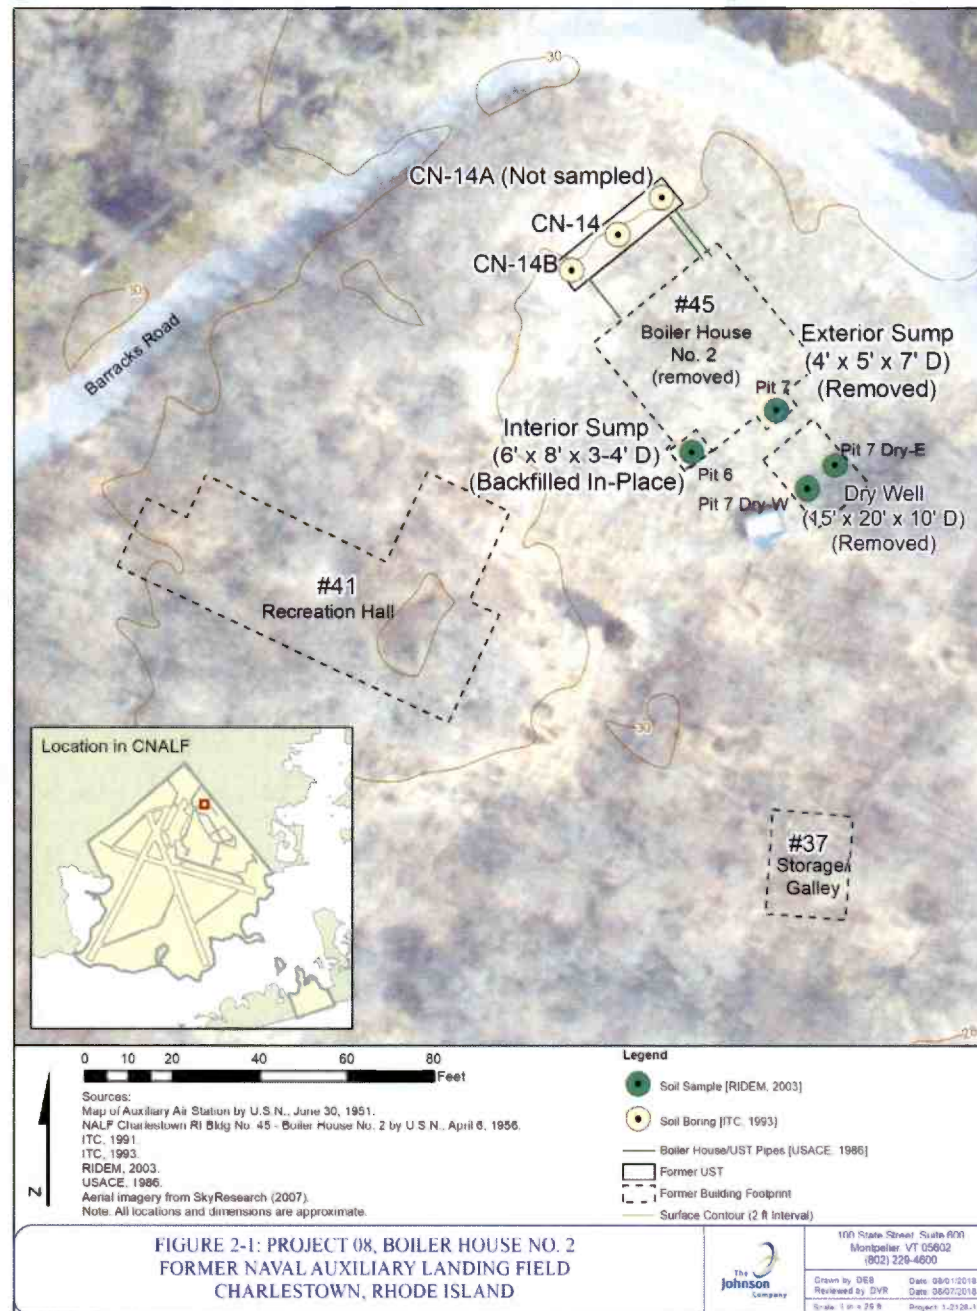 30
CN-14A (Not sampled)
CN-14
CN-14B
30
Barracks Road
#45
Boiler House
No. 2
(removed)
Exterior Sump
(4' x 5' x 7' D)
(Removed)
Pit 7
Interior Sump
(6' x 8' x 3-4' D)
(Backfilled In-Place)
Pit 6
Pit 7 Dry-E
Pit 7 Dry-W
Dry Well
(15' x 20' x 10' D)
(Removed)
#41
Recreation Hall
30
#37
Storage/
Galley
28
Location in CNALF
0 10 20 40 60 80
Feet
N
Sources:
Map of Auxiliary Air Station by U.S.N., June 30, 1951.
NALF Charlestown RI Bldg No. 45 - Boiler House No. 2 by U.S.N., April 6, 1956.
ITC, 1991.
ITC, 1993.
RIDEM, 2003.
USACE, 1986.
Aerial imagery from SkyResearch (2007).
Note: All locations and dimensions are approximate.
Legend
Soil Sample [RIDEM, 2003]
Soil Boring [ITC, 1993]
Boiler House/UST Pipes [USACE, 1986]
Former UST
Former Building Footprint
Surface Contour (2 ft Interval)
FIGURE 2-1: PROJECT 08, BOILER HOUSE NO. 2
FORMER NAVAL AUXILIARY LANDING FIELD
CHARLESTOWN, RHODE ISLAND
The
Johnson
Company
100 State Street, Suite 600
Montpelier, VT 05602
(802) 229-4600
Drawn by: DEB
Reviewed by: DVR
Scale: 1 in = 29 ft